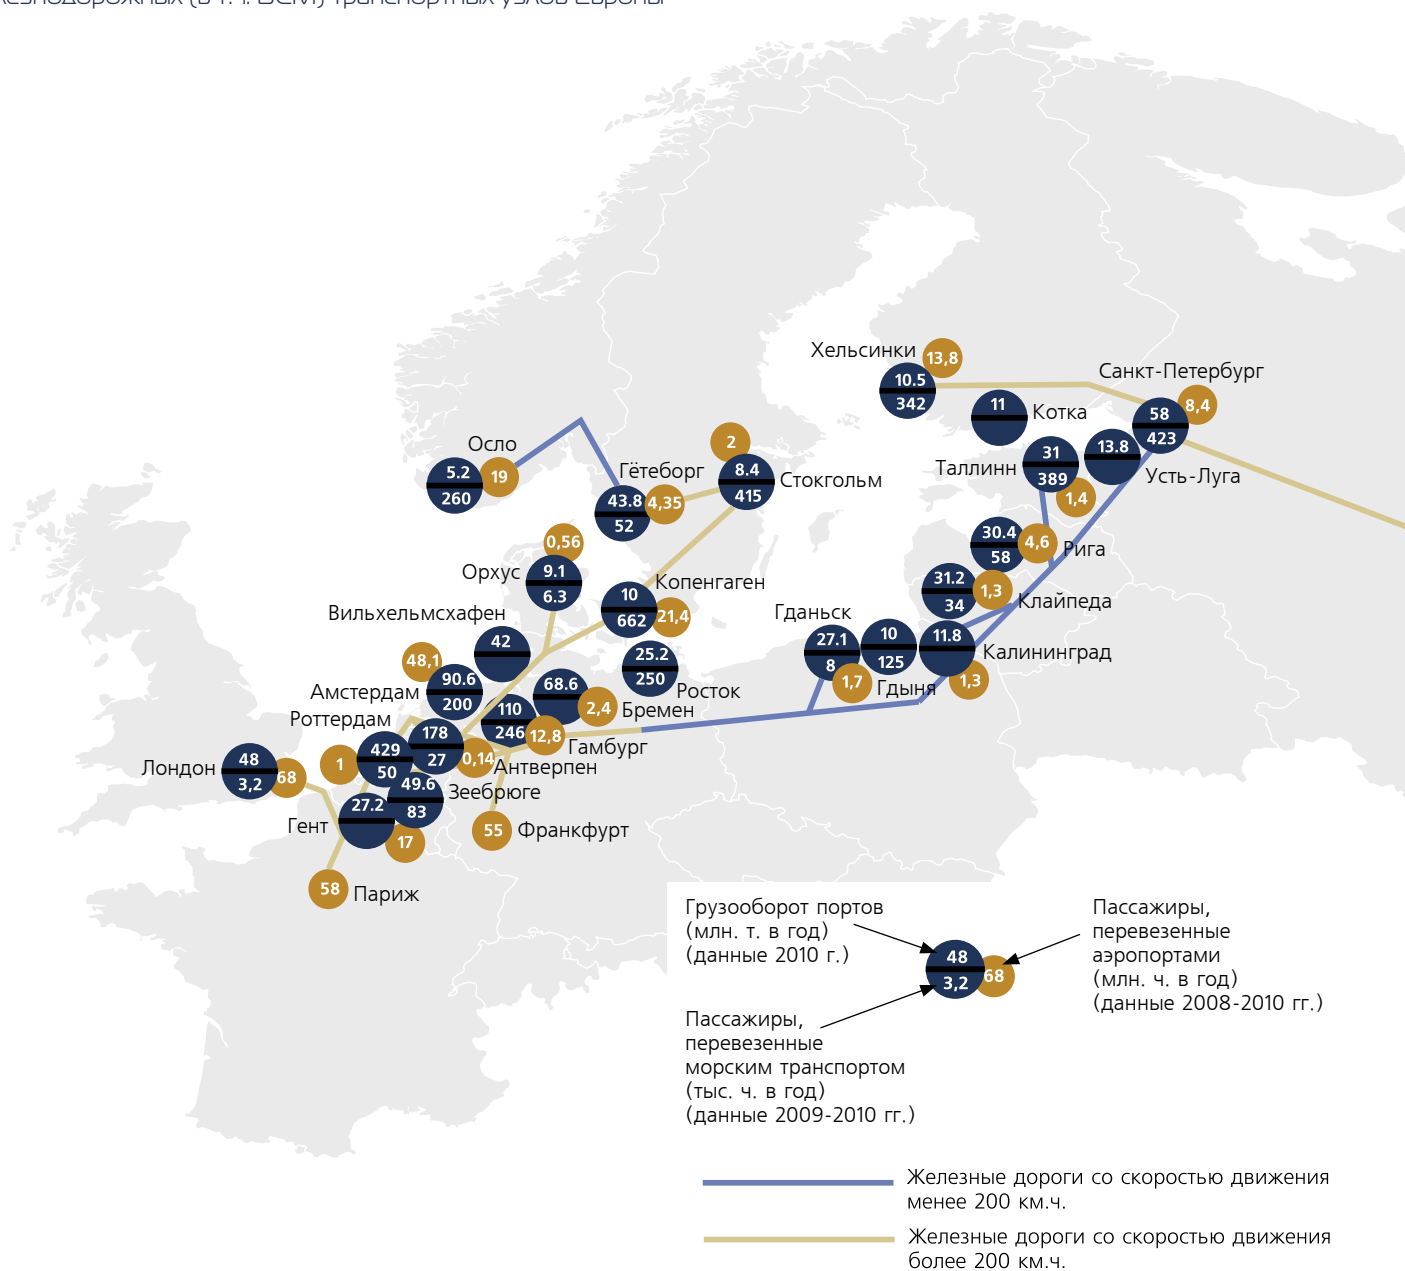 транспортных узлов Европы
Хельсинки
13,8
10.5
342
Санкт-Петербург
8,4
58
423
11
Котка
Осло
5.2
19
260
2
Гётеборг
43.8
4,35
52
8.4
415
Стокгольм
Таллинн
31
389
1,4
13.8
Усть-Луга
0,56
Орхус
9.1
6.3
30.4
58
4,6
Рига
31.2
34
1,3
Клайпеда
Копенгаген
10
662
21,4
Вильхельмсхафен
42
Гданьск
27.1
8
1,7
10
125
Гдыня
11.8
Калининград
1,3
48,1
Амстердам
90.6
200
25.2
250
Росток
68.6
2,4
Бремен
110
246
12,8
Гамбург
Роттердам
429
50
1
178
27
0,14
Антверпен
Лондон
48
3,2
68
49.6
83
Зеебрюге
Гент
27.2
17
55
Франкфурт
58
Париж
Грузооборот портов
(млн. т. в год)
(данные 2010 г.)
48
3,2
68
Пассажиры,
перевезенные
аэропортами
(млн. ч. в год)
(данные 2008-2010 гг.)
Пассажиры,
перевезенные
морским транспортом
(тыс. ч. в год)
(данные 2009-2010 гг.)
Железные дороги со скоростью движения
менее 200 км.ч.
Железные дороги со скоростью движения
более 200 км.ч.